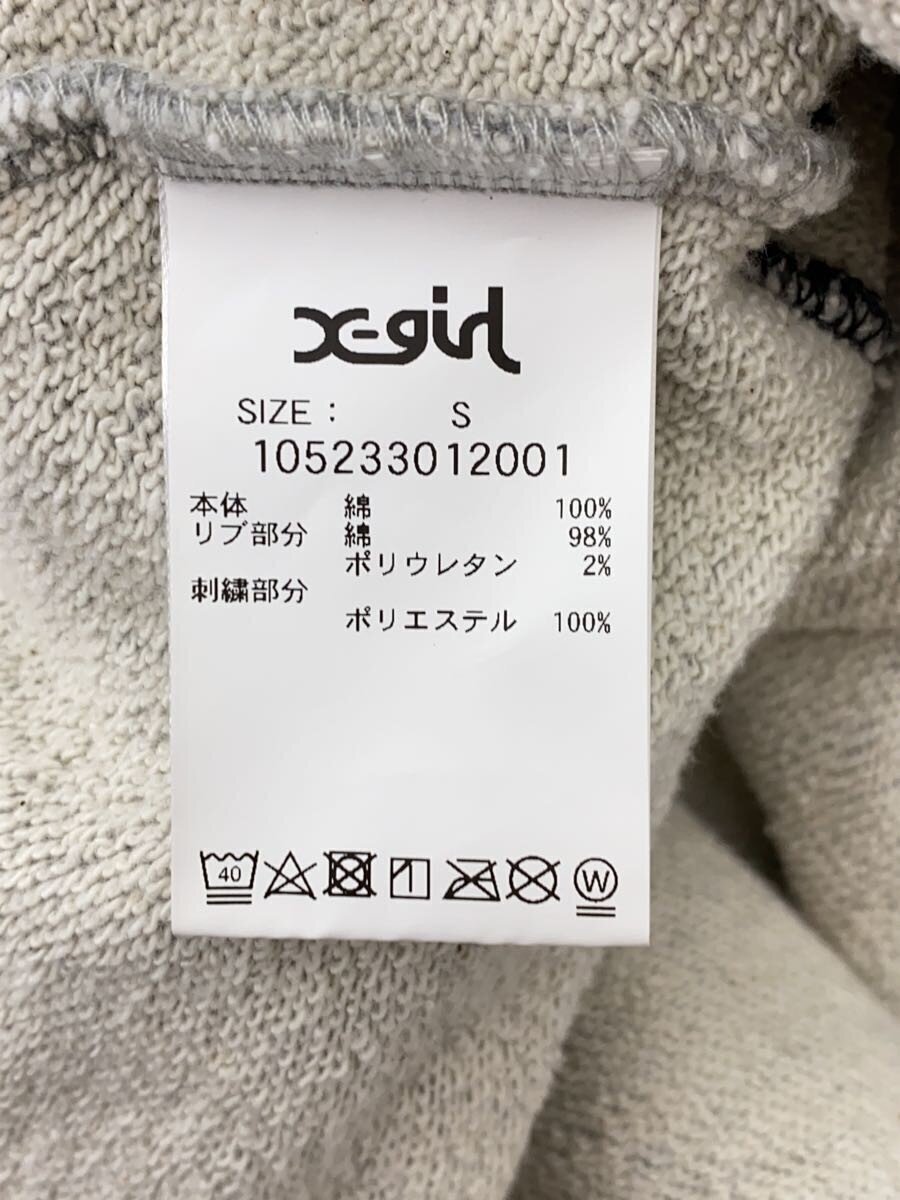 X-girl
SIZE : S
105233012001
本体 綿 100%
リブ部分 綿 98%
ポリウレタン 2%
刺繍部分
ポリエステル 100%
40
W